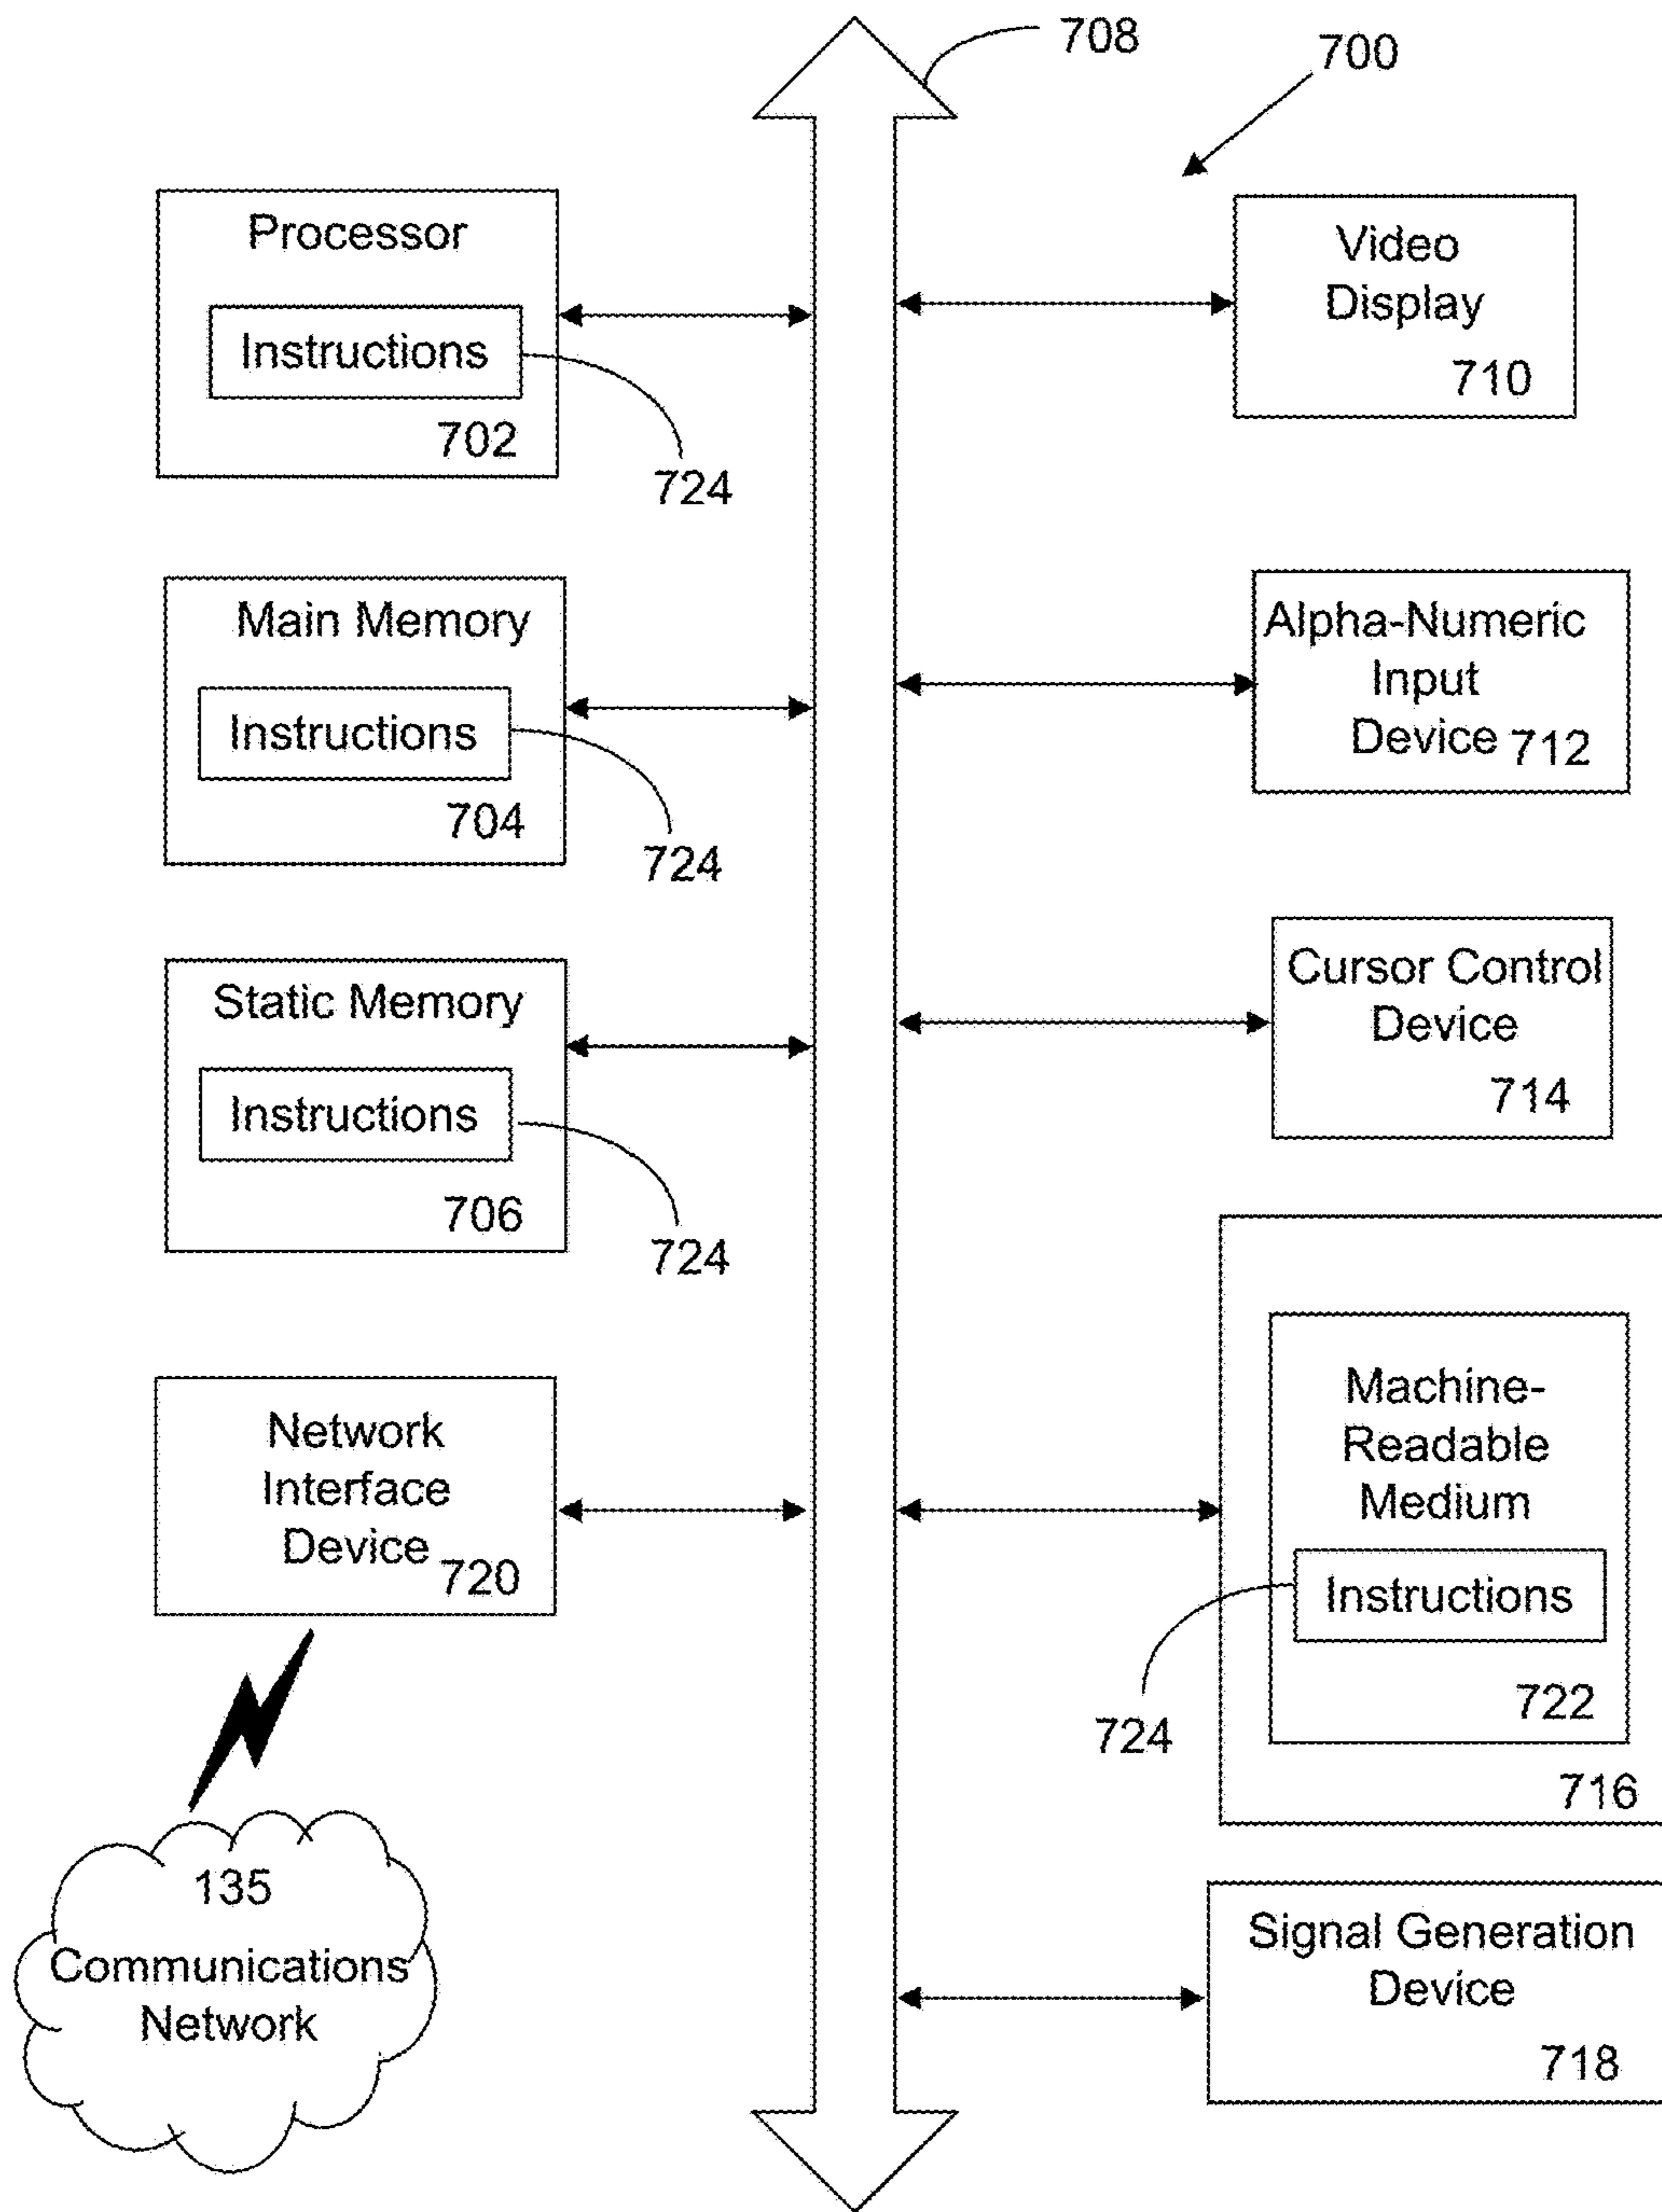 708
700
Processor
Instructions
702
724
Video
Display
710
Main Memory
Instructions
704
724
Alpha-Numeric
Input
Device 712
Static Memory
Instructions
706
724
Cursor Control
Device
714
Network
Interface
Device
720
Machine-
Readable
Medium
Instructions
722
724
716
135
Communications
Network
Signal Generation
Device
718